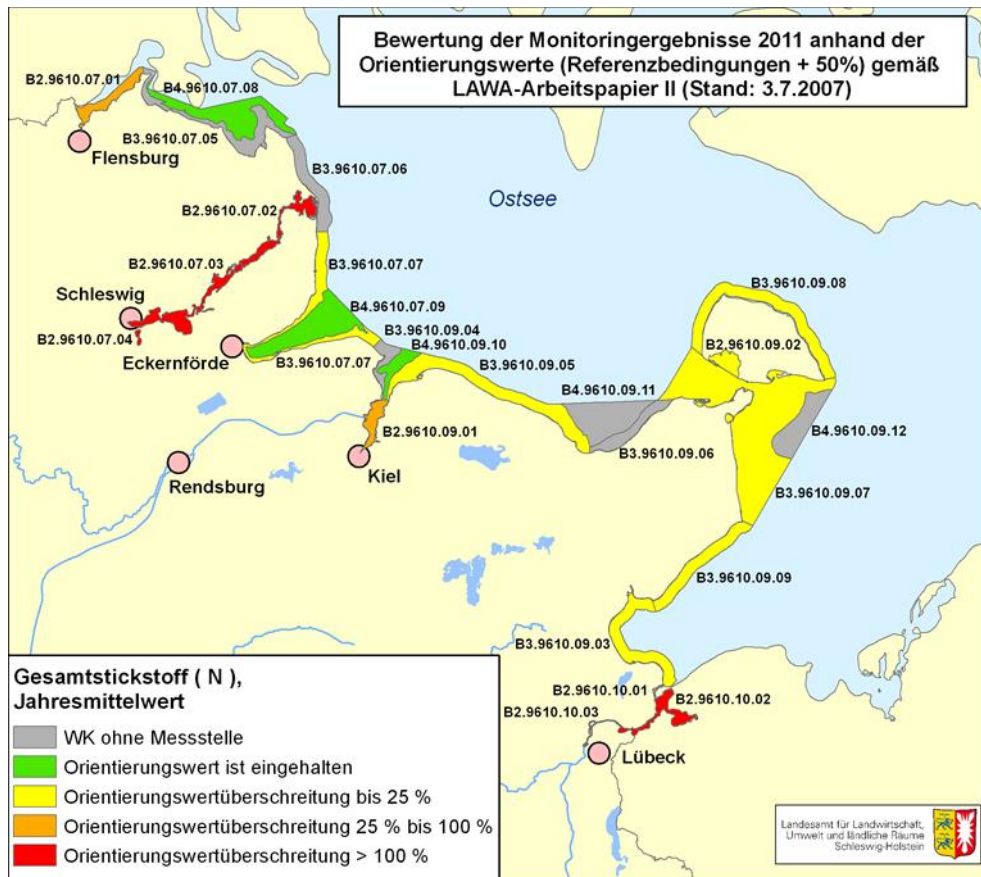 Bewertung der Monitoringergebnisse 2011 anhand der
Orientierungswerte (Referenzbedingungen + 50%) gemäß
LAWA-Arbeitspapier II (Stand: 3.7.2007)
B2.9610.07.01
B4.9610.07.08
B3.9610.07.05
Flensburg
B3.9610.07.06
Ostsee
B2.9610.07.02
B2.9610.07.03
B3.9610.07.07
B3.9610.09.08
Schleswig
B4.9610.07.09
B2.9610.07.04
B3.9610.09.04
Eckernförde
B4.9610.09.10
B2.9610.09.02
B3.9610.07.07
B3.9610.09.05
B4.9610.09.11
B4.9610.09.12
B2.9610.09.01
B3.9610.09.06
Kiel
Rendsburg
B3.9610.09.07
B3.9610.09.09
B3.9610.09.03
B2.9610.10.01
B2.9610.10.02
B2.9610.10.03
Lübeck
Gesamtstickstoff ( N ),
Jahresmittelwert
WK ohne Messstelle
Orientierungswert ist eingehalten
Orientierungswertüberschreitung bis 25 %
Orientierungswertüberschreitung 25 % bis 100 %
Orientierungswertüberschreitung > 100 %
Landesamt für Landwirtschaft,
Umwelt und ländliche Räume
Schleswig-Holstein